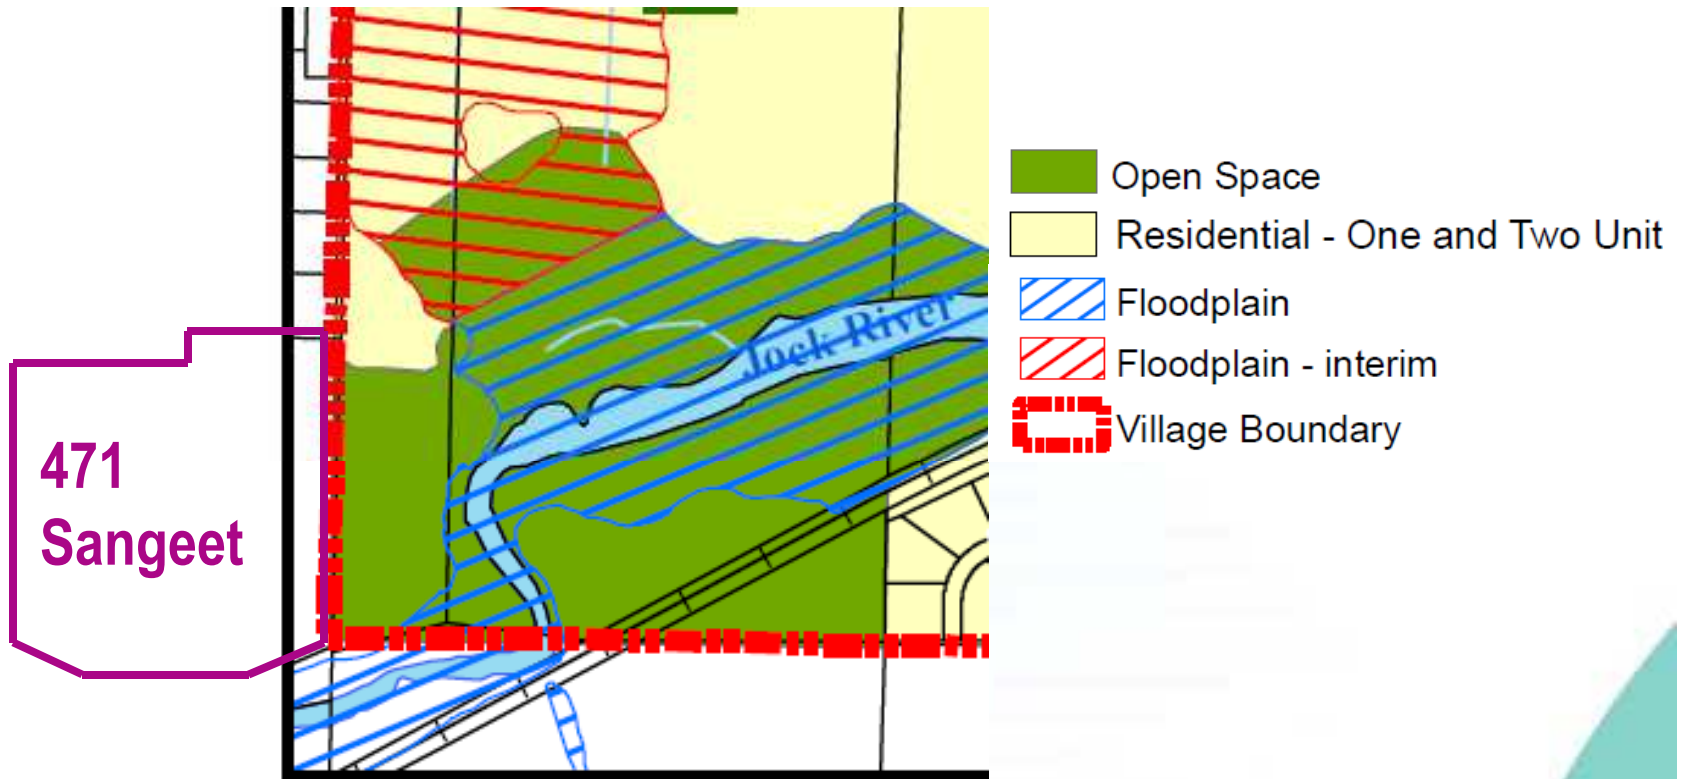 471
Sangeet
Jock River
Open Space
Residential - One and Two Unit
Floodplain
Floodplain - interim
Village Boundary